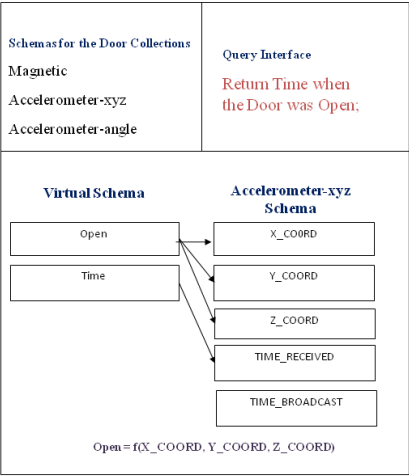 Schemas for the Door Collections
Magnetic
Accelerometer-xyz
Accelerometer-angle
Query Interface
Return Time when
the Door was Open;
Virtual Schema
Open
Time
Accelerometer-xyz
Schema
X_COORD
Y_COORD
Z_COORD
TIME_RECEIVED
TIME_BROADCAST
Open = f(X_COORD, Y_COORD, Z_COORD)